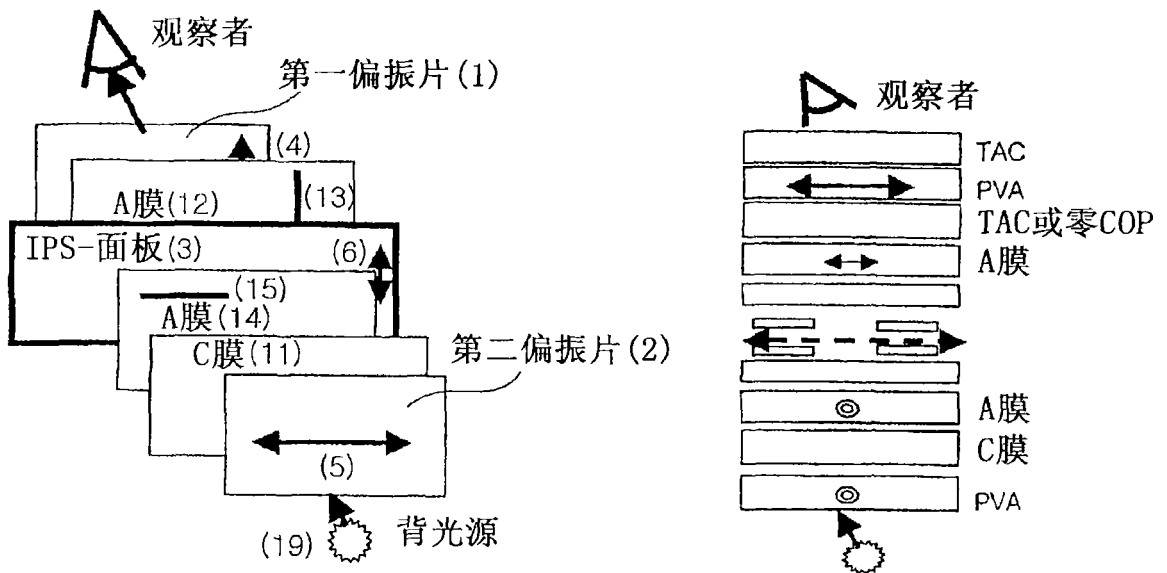 观察者
第一偏振片(1)
(4)
A膜(12)
(13)
IPS-面板(3)
(6)
(15)
A膜(14)
C膜(11)
第二偏振片(2)
(5)
(19)
背光源
观察者
TAC
PVA
TAC或零COP
A膜
A膜
C膜
PVA